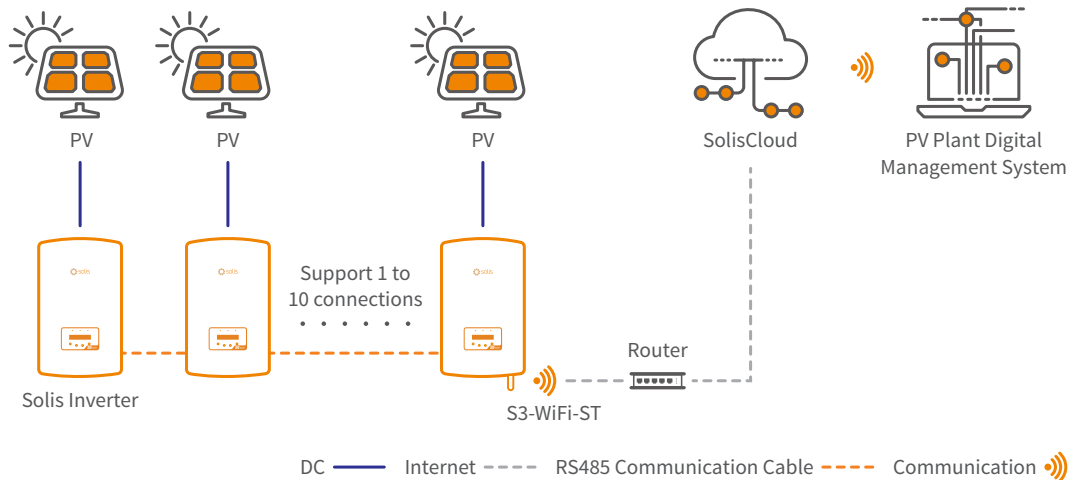 PV
PV
PV
SolisCloud
PV Plant Digital
Management System
solis
solis
solis
Support 1 to
10 connections
Router
Solis Inverter
S3-WiFi-ST
DC
Internet
RS485 Communication Cable
Communication